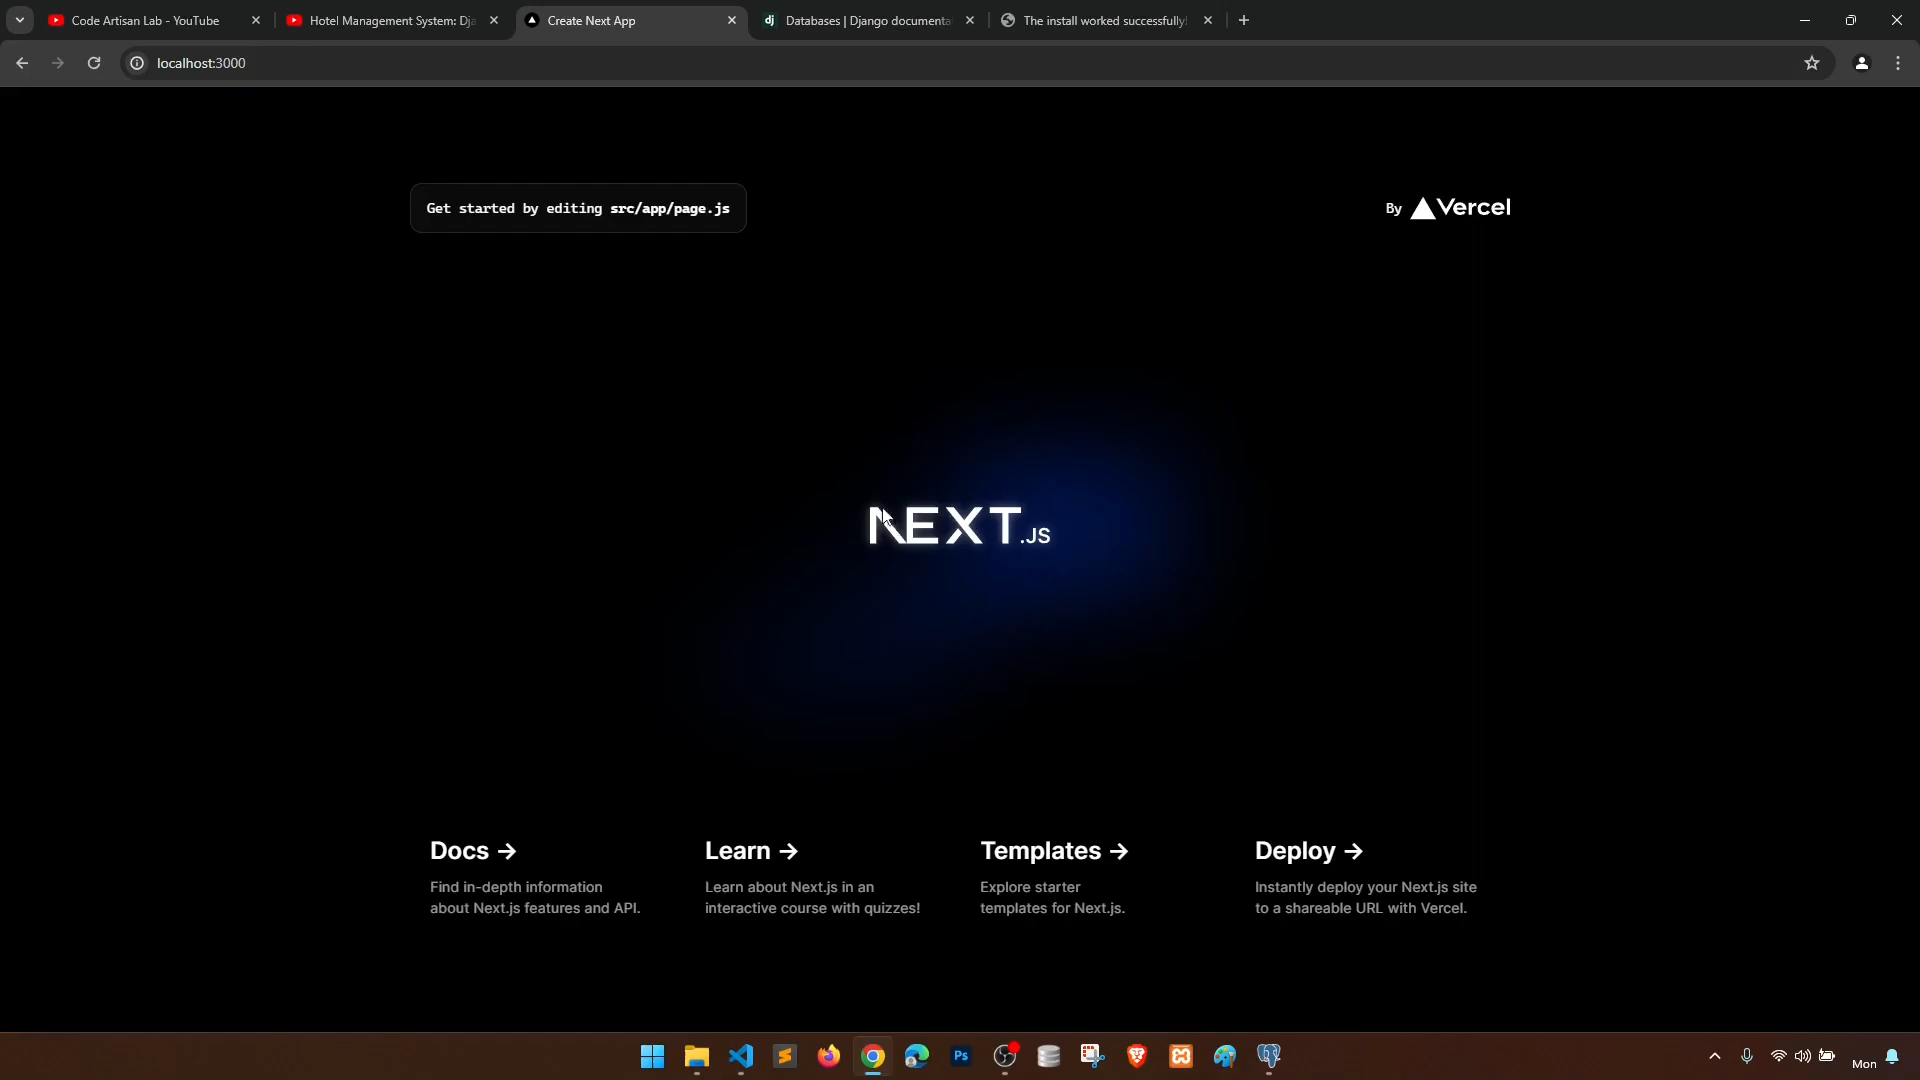 Code Artisan Lab - YouTube
Hotel Management System: Dja
Create Next App
Databases | Django documenta
The install worked successfully!
localhost:3000
Get started by editing src/app/page.js
By Vercel
NEXT.JS
Docs ->
Find in-depth information
about Next.js features and API.
Learn ->
Learn about Next.js in an
interactive course with quizzes!
Templates ->
Explore starter
templates for Next.js.
Deploy ->
Instantly deploy your Next.js site
to a shareable URL with Vercel.
Ps
Mon